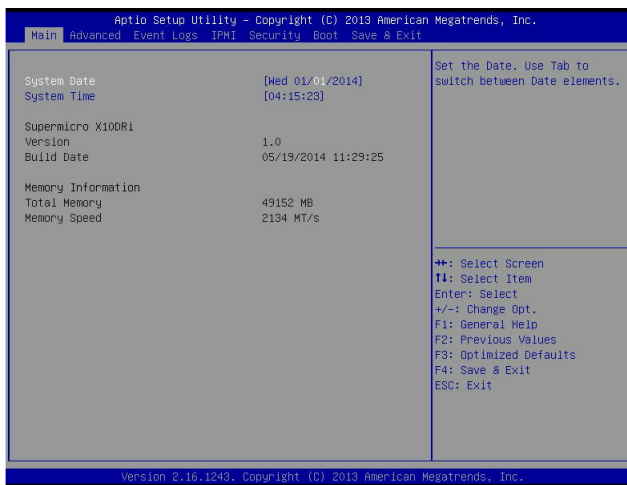 Aptio Setup Utility – Copyright (C) 2013 American Megatrends, Inc.
Main Advanced Event Logs IPMI Security Boot Save & Exit
System Date [Wed 01/01/2014]
System Time [04:15:23]
Supermicro X10DRi
Version 1.0
Build Date 05/19/2014 11:29:25
Memory Information
Total Memory 49152 MB
Memory Speed 2134 MT/s
Set the Date. Use Tab to
switch between Date elements.
→←: Select Screen
↑↓: Select Item
Enter: Select
+/-: Change Opt.
F1: General Help
F2: Previous Values
F3: Optimized Defaults
F4: Save & Exit
ESC: Exit
Version 2.16.1243. Copyright (C) 2013 American Megatrends, Inc.